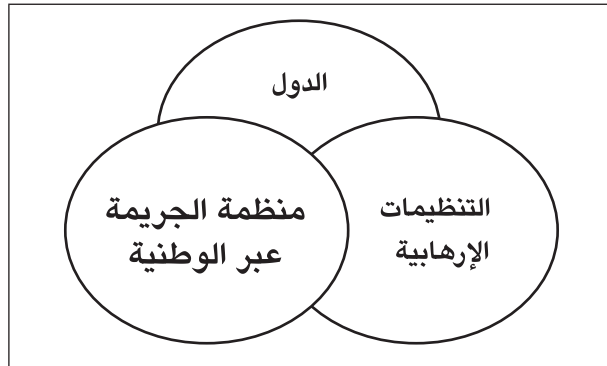 الدول
التنظيمات
الإرهابية
منظمة الجريمة
عبر الوطنية